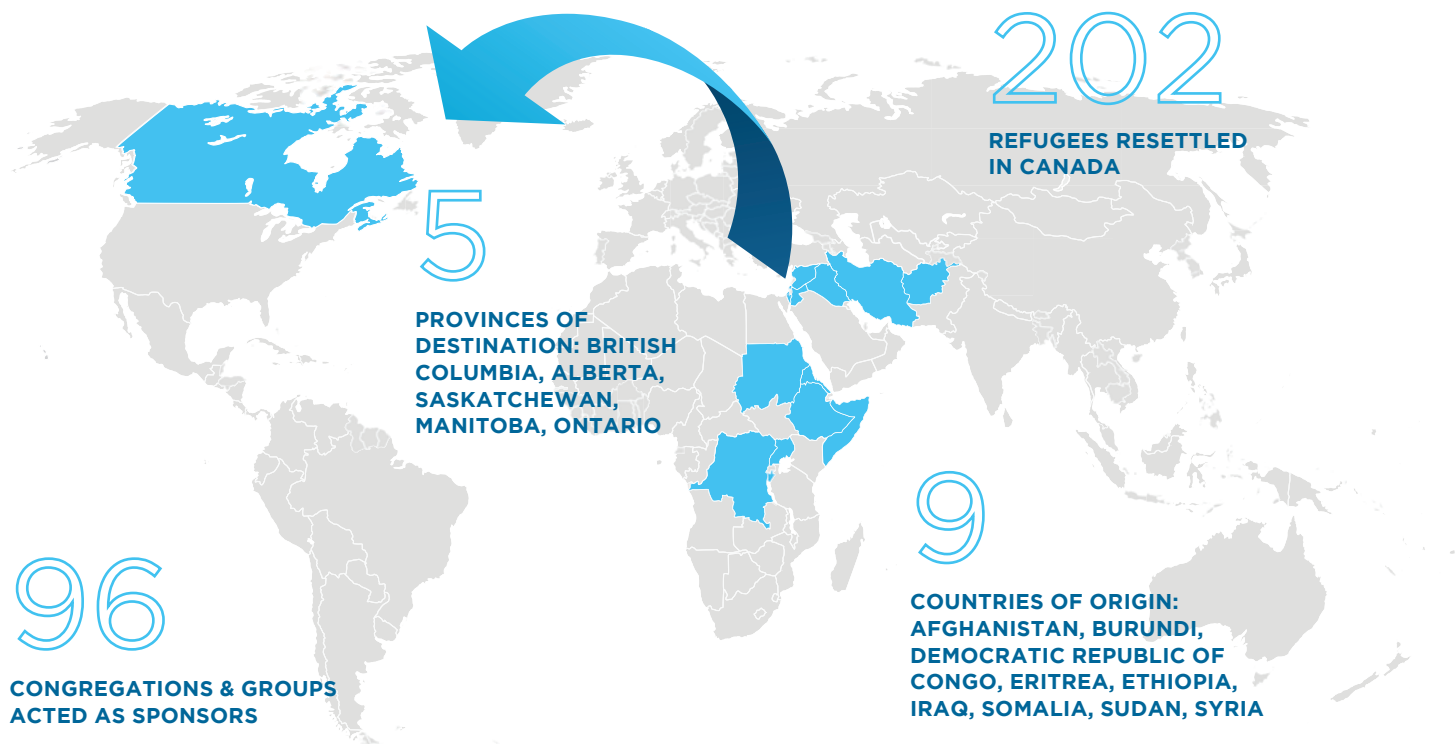 202
REFUGEES RESETTLED
IN CANADA
5
PROVINCES OF
DESTINATION: BRITISH
COLUMBIA, ALBERTA,
SASKATCHEWAN,
MANITOBA, ONTARIO
9
COUNTRIES OF ORIGIN:
AFGHANISTAN, BURUNDI,
DEMOCRATIC REPUBLIC OF
CONGO, ERITREA, ETHIOPIA,
IRAQ, SOMALIA, SUDAN, SYRIA
96
CONGREGATIONS & GROUPS
ACTED AS SPONSORS